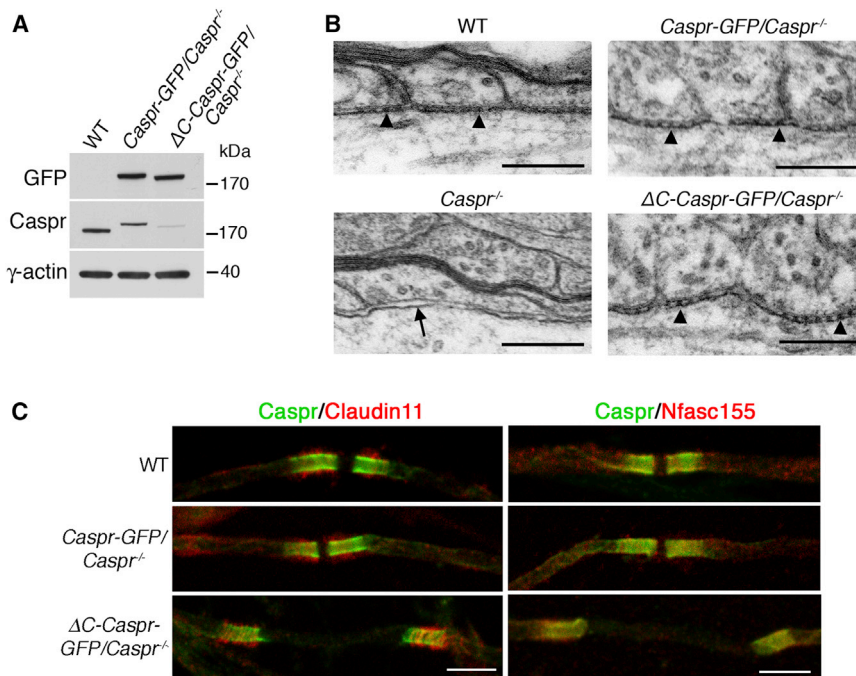 A
WT
Caspr-GFP/Caspr-/-
ΔC-Caspr-GFP/
Caspr-/-
kDa
GFP
170
Caspr
170
γ-actin
40
B
WT
Caspr-GFP/Caspr-/-
Caspr-/-
ΔC-Caspr-GFP/Caspr-/-
C
Caspr/Claudin11
Caspr/Nfasc155
WT
Caspr-GFP/
Caspr-/-
ΔC-Caspr-
GFP/Caspr-/-